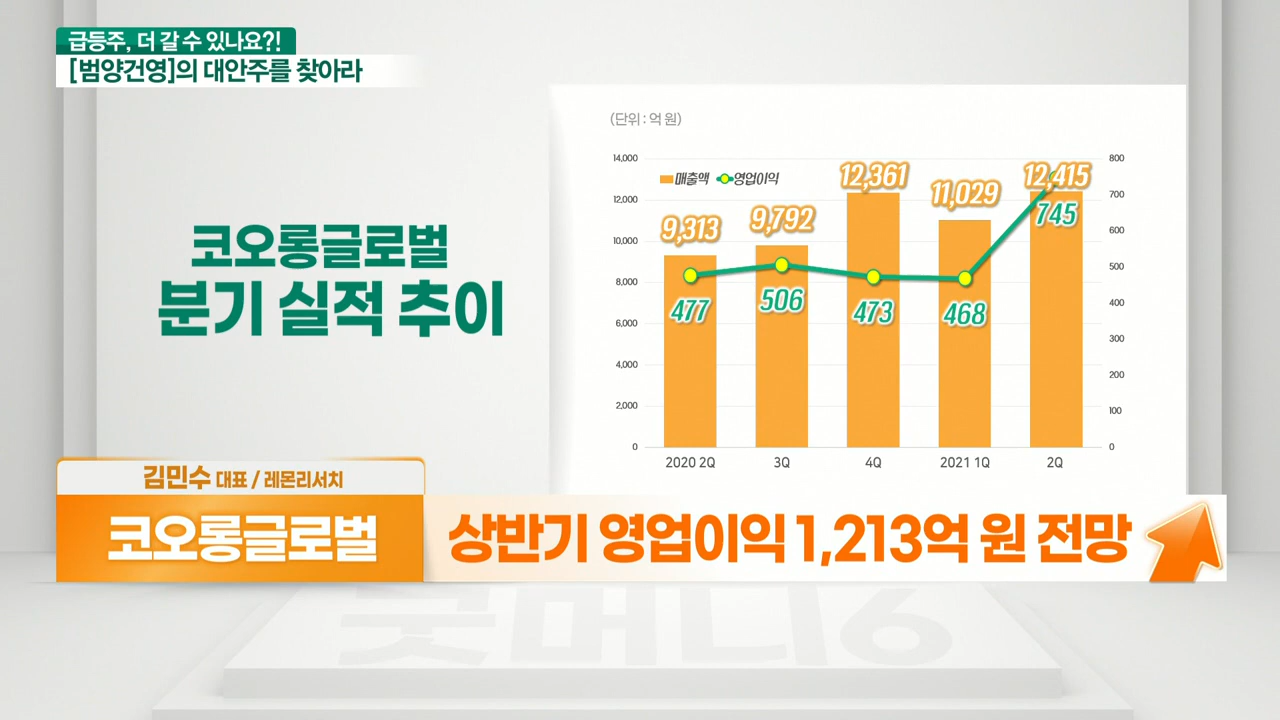 급등주, 더 갈 수 있나요?!
[범양건영]의 대안주를 찾아라
코오롱글로벌
분기 실적 추이
(단위 : 억 원)
매출액 영업이익
14,000
12,000
10,000
8,000
6,000
4,000
2,000
0
800
700
600
500
400
300
200
100
0
9,313
9,792
12,361
11,029
12,415
477
506
473
468
745
2020 2Q
3Q
4Q
2021 1Q
2Q
김민수 대표 / 레몬리서치
코오롱글로벌
상반기 영업이익 1,213억 원 전망
굿머니6